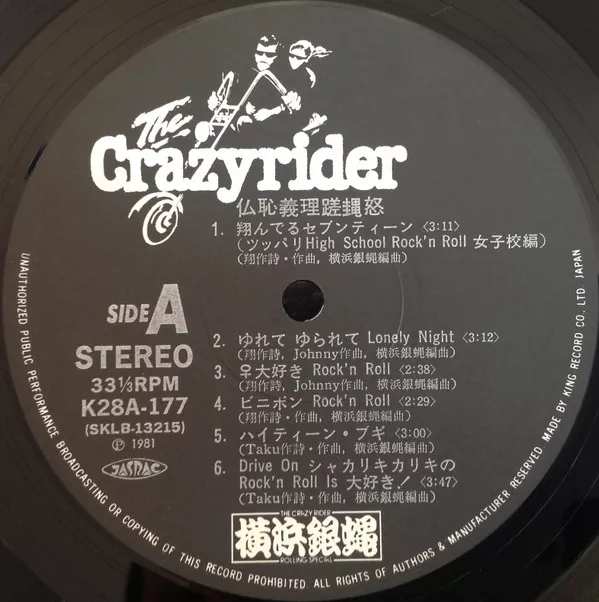 The
Crazyrider
仏恥義理蹉䗈怒
1. 翔んでるセブンティーン〈3:11〉
(ツッパリHigh School Rock'n Roll 女子校編)
(翔作詩・作曲, 横浜銀蝿編曲)
SIDE A
STEREO
33⅓RPM
K28A-177
(SKLB-13215)
Ⓟ 1981
JASRAC
2. ゆれて ゆられて Lonely Night〈3:12〉
(翔作詩, Johnny作曲, 横浜銀蝿編曲)
3. ♀大好き Rock'n Roll〈2:38〉
(翔作詩, Johnny作曲, 横浜銀蝿編曲)
4. ビニボン Rock'n Roll〈2:29〉
(翔作詩・作曲, 横浜銀蝿編曲)
5. ハイティーン・ブギ〈3:00〉
(Taku作詩・作曲, 横浜銀蝿編曲)
6. Drive On シャカリキカリキの
Rock'n Roll Is 大好き!〈3:47〉
(Taku作詩・作曲, 横浜銀蝿編曲)
THE CRAZY RIDER
横浜銀蝿
ROLLING SPECIAL
UNAUTHORIZED PUBLIC PERFORMANCE BROADCASTING OR COPYING OF THIS RECORD PROHIBITED. ALL RIGHTS OF AUTHORS & MANUFACTURER RESERVED. MADE BY KING RECORD CO., LTD. JAPAN